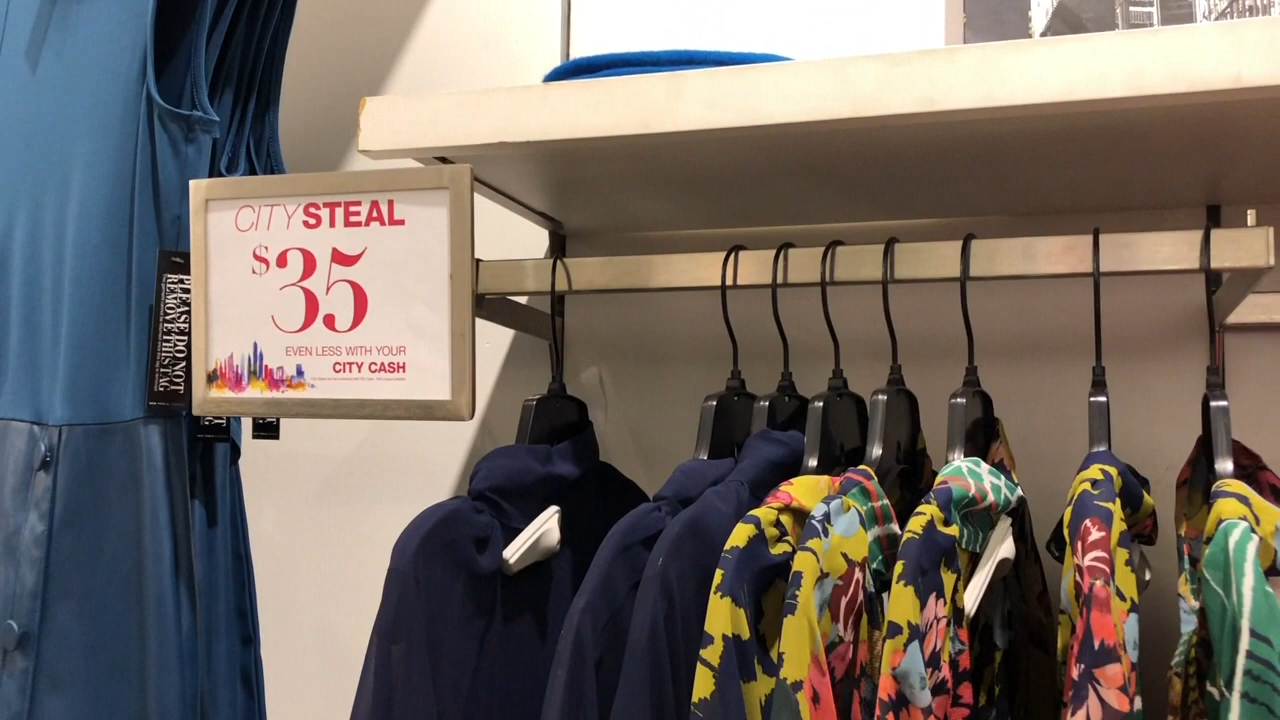 CITY STEAL
$35
EVEN LESS WITH YOUR
CITY CASH
PLEASE DO NOT
REMOVE THIS TAG